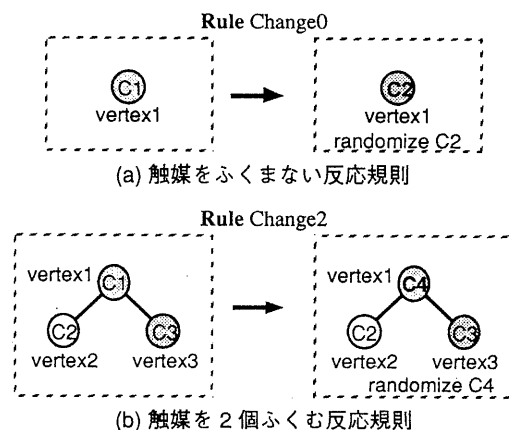 Rule Change0
C1
vertex1
C2
vertex1
randomize C2
(a) 触媒をふくまない反応規則
Rule Change2
vertex1 C1
C2 C3
vertex2 vertex3
vertex1 C4
C2 C3
vertex2 vertex3
randomize C4
(b) 触媒を2個ふくむ反応規則